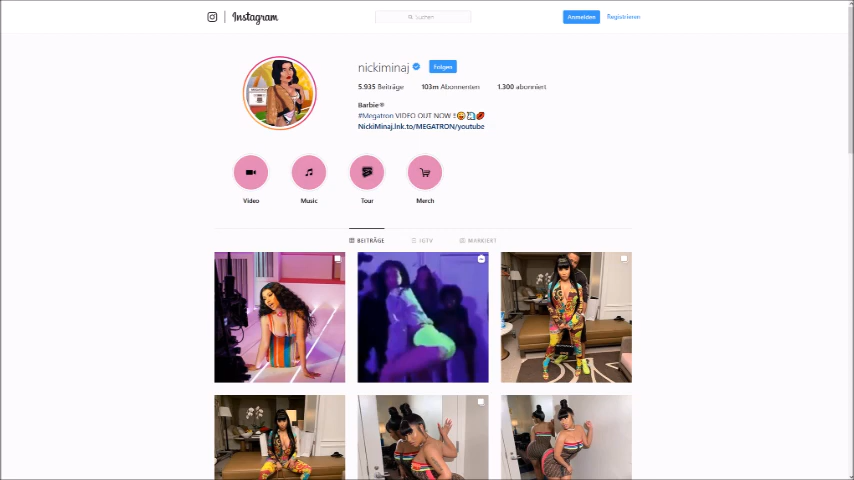 Instagram
Suchen
Anmelden
Registrieren
nickiminaj
Folgen
5.935 Beiträge
103m Abonnenten
1.300 abonniert
Barbie®
#Megatron VIDEO OUT NOW ‼️
NickiMinaj.lnk.to/MEGATRON/youtube
Video
Music
Tour
Merch
BEITRÄGE
IGTV
MARKIERT